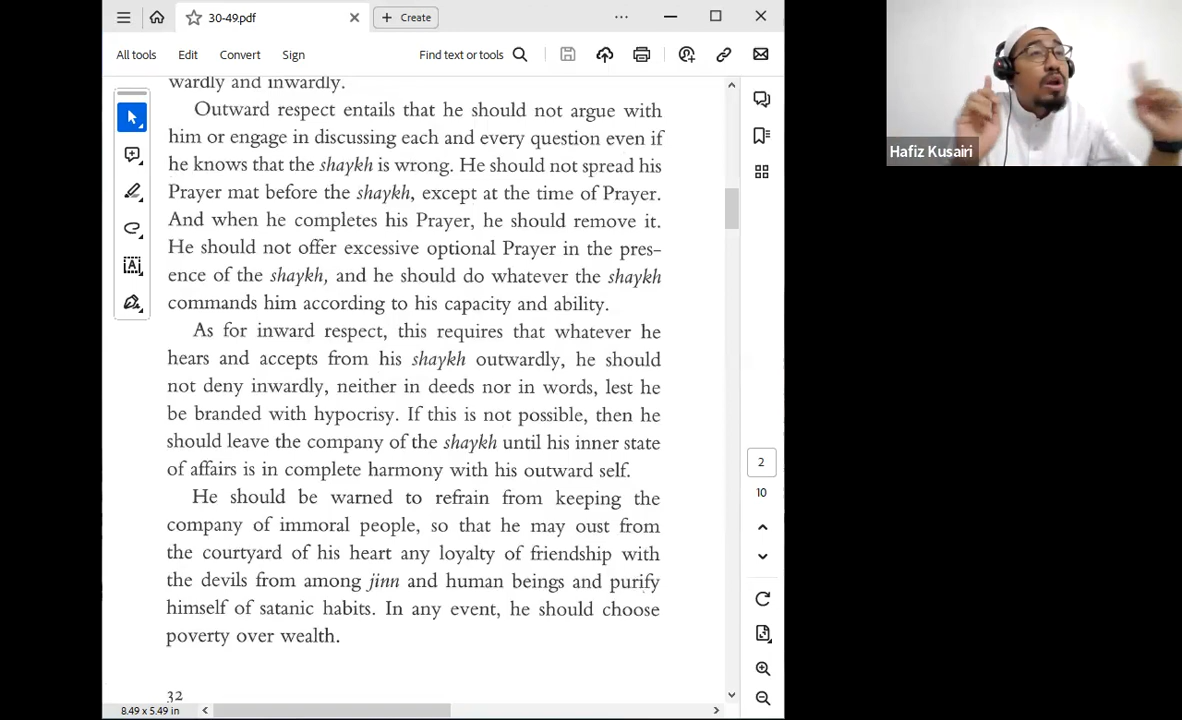 30-49.pdf
Create
All tools
Edit
Convert
Sign
Find text or tools
wardly and inwardly.
Outward respect entails that he should not argue with
him or engage in discussing each and every question even if
he knows that the shaykh is wrong. He should not spread his
Prayer mat before the shaykh, except at the time of Prayer.
And when he completes his Prayer, he should remove it.
He should not offer excessive optional Prayer in the pres-
ence of the shaykh, and he should do whatever the shaykh
commands him according to his capacity and ability.
As for inward respect, this requires that whatever he
hears and accepts from his shaykh outwardly, he should
not deny inwardly, neither in deeds nor in words, lest he
be branded with hypocrisy. If this is not possible, then he
should leave the company of the shaykh until his inner state
of affairs is in complete harmony with his outward self.
He should be warned to refrain from keeping the
company of immoral people, so that he may oust from
the courtyard of his heart any loyalty of friendship with
the devils from among jinn and human beings and purify
himself of satanic habits. In any event, he should choose
poverty over wealth.
32
8.49 x 5.49 in
2
10
Hafiz Kusairi